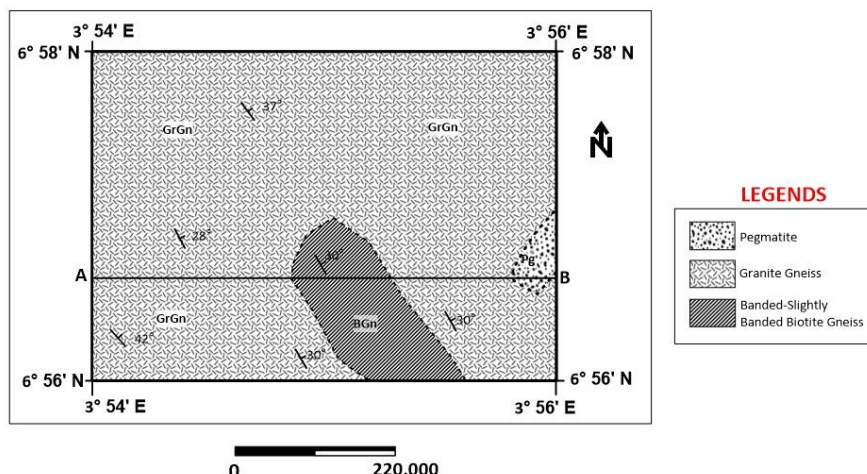 3° 54' E
3° 56' E
6° 58' N
6° 58' N
37°
GrGn
GrGn
N
LEGENDS
Pegmatite
28°
30°
Pg
A
B
Granite Gneiss
GrGn
BGn
30°
Banded-Slightly
Banded Biotite Gneiss
42°
30°
6° 56' N
6° 56' N
3° 54' E
3° 56' E
0
220,000